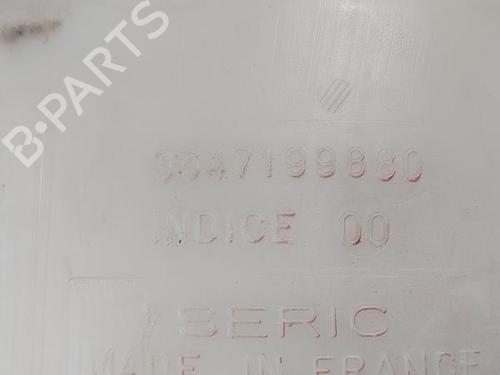 B-PARTS
9647199880
INDICE 00
SERIC
MADE IN FRANCE